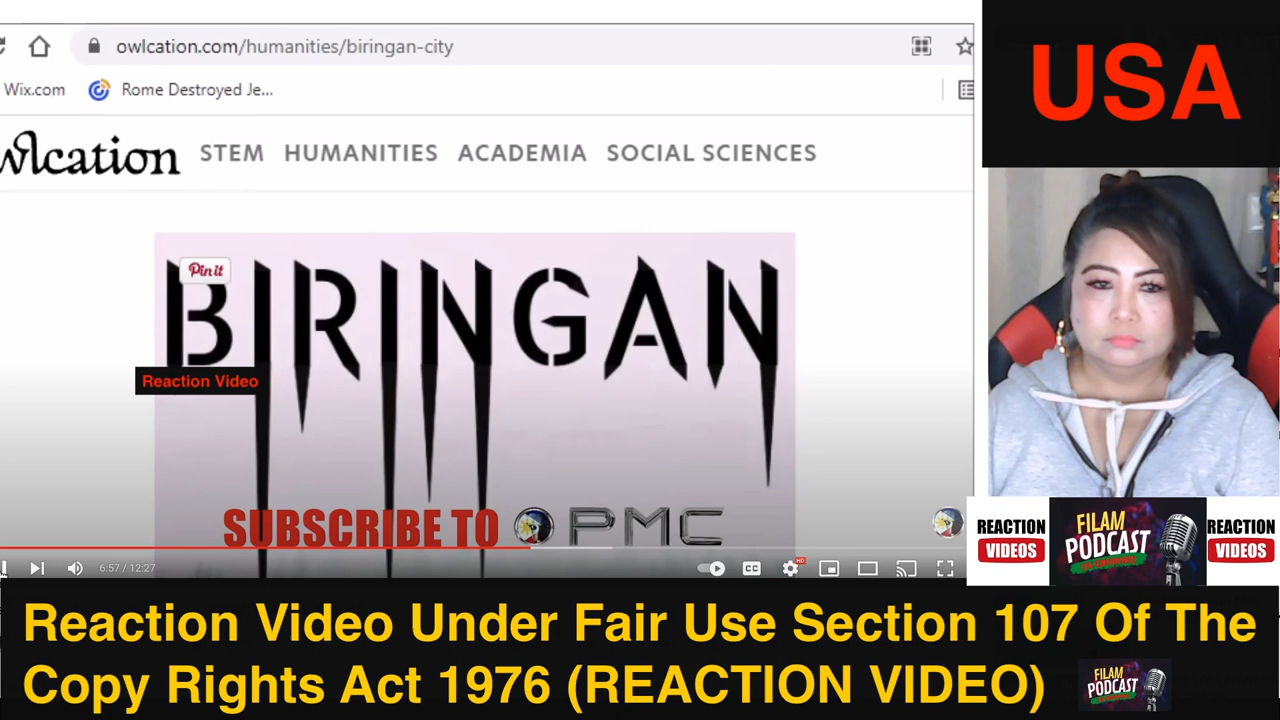 owlcation.com/humanities/biringan-city
Wix.com
Rome Destroyed Je...
USA
wlcation
STEM HUMANITIES ACADEMIA SOCIAL SCIENCES
Pin it
BIRINGAN
Reaction Video
SUBSCRIBE TO PMC
6:57 / 12:27
CC
HD
REACTION
VIDEOS
FILAM
PODCAST
REACTION
VIDEOS
Reaction Video Under Fair Use Section 107 Of The
Copy Rights Act 1976 (REACTION VIDEO)
FILAM
PODCAST